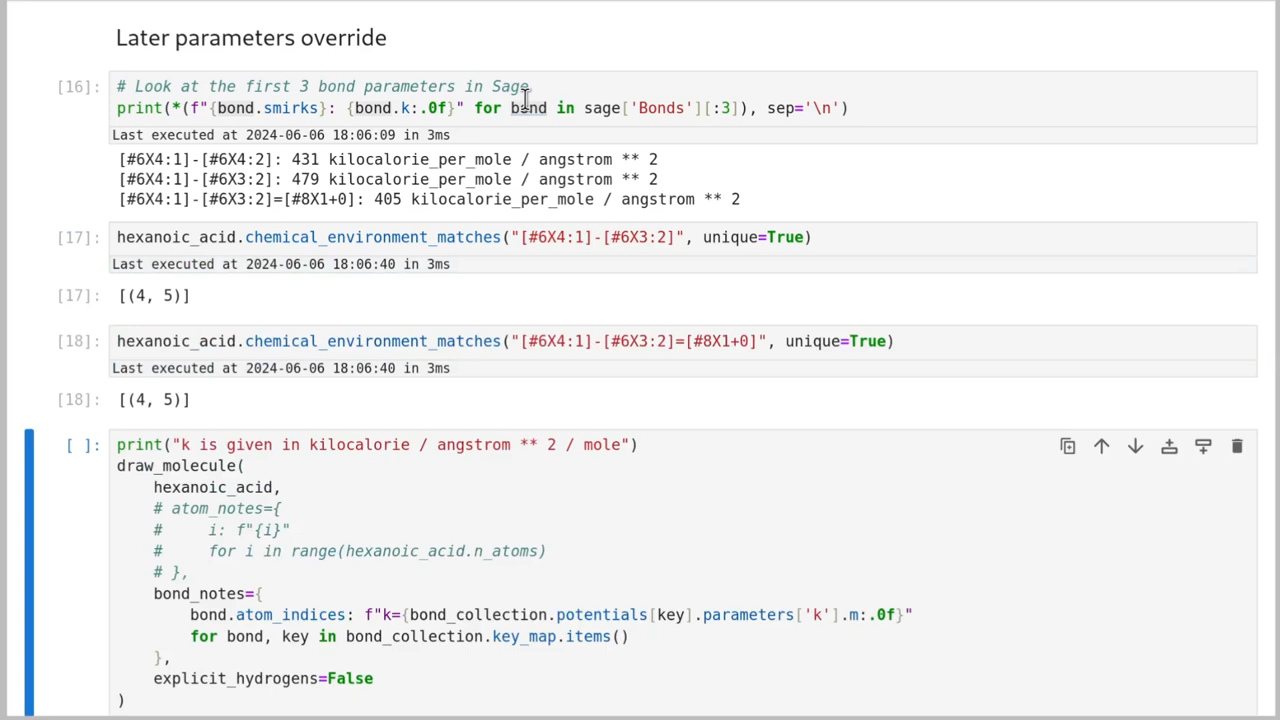 Later parameters override
[16]: # Look at the first 3 bond parameters in Sage
print(*(f"{bond.smirks}: {bond.k:.0f}" for bond in sage['Bonds'][:3]), sep='\n')
Last executed at 2024-06-06 18:06:09 in 3ms
[#6X4:1]-[#6X4:2]: 431 kilocalorie_per_mole / angstrom ** 2
[#6X4:1]-[#6X3:2]: 479 kilocalorie_per_mole / angstrom ** 2
[#6X4:1]-[#6X3:2]=[#8X1+0]: 405 kilocalorie_per_mole / angstrom ** 2
[17]: hexanoic_acid.chemical_environment_matches("[#6X4:1]-[#6X3:2]", unique=True)
Last executed at 2024-06-06 18:06:40 in 3ms
[17]: [(4, 5)]
[18]: hexanoic_acid.chemical_environment_matches("[#6X4:1]-[#6X3:2]=[#8X1+0]", unique=True)
Last executed at 2024-06-06 18:06:40 in 3ms
[18]: [(4, 5)]
[ ]: print("k is given in kilocalorie / angstrom ** 2 / mole")
draw_molecule(
    hexanoic_acid,
    # atom_notes={
    #     i: f"{i}"
    #     for i in range(hexanoic_acid.n_atoms)
    # },
    bond_notes={
        bond.atom_indices: f"k={bond_collection.potentials[key].parameters['k'].m:.0f}"
        for bond, key in bond_collection.key_map.items()
    },
    explicit_hydrogens=False
)